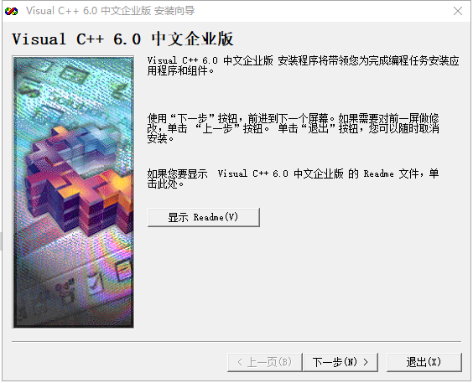 Visual C++ 6.0 中文企业版 安装向导
Visual C++ 6.0 中文企业版
Visual C++ 6.0 中文企业版 安装程序将带领您为完成编程任务安装应
用程序和组件。
使用“下一步”按钮，前进到下一个屏幕。如果需要对前一屏做修
改，单击 “上一步”按钮。 单击“退出”按钮，您可以随时取消
安装。
如果您要显示 Visual C++ 6.0 中文企业版 的 Readme 文件，单
击此处。
显示 Readme(V)
< 上一页(B)
下一步(N) >
退出(X)